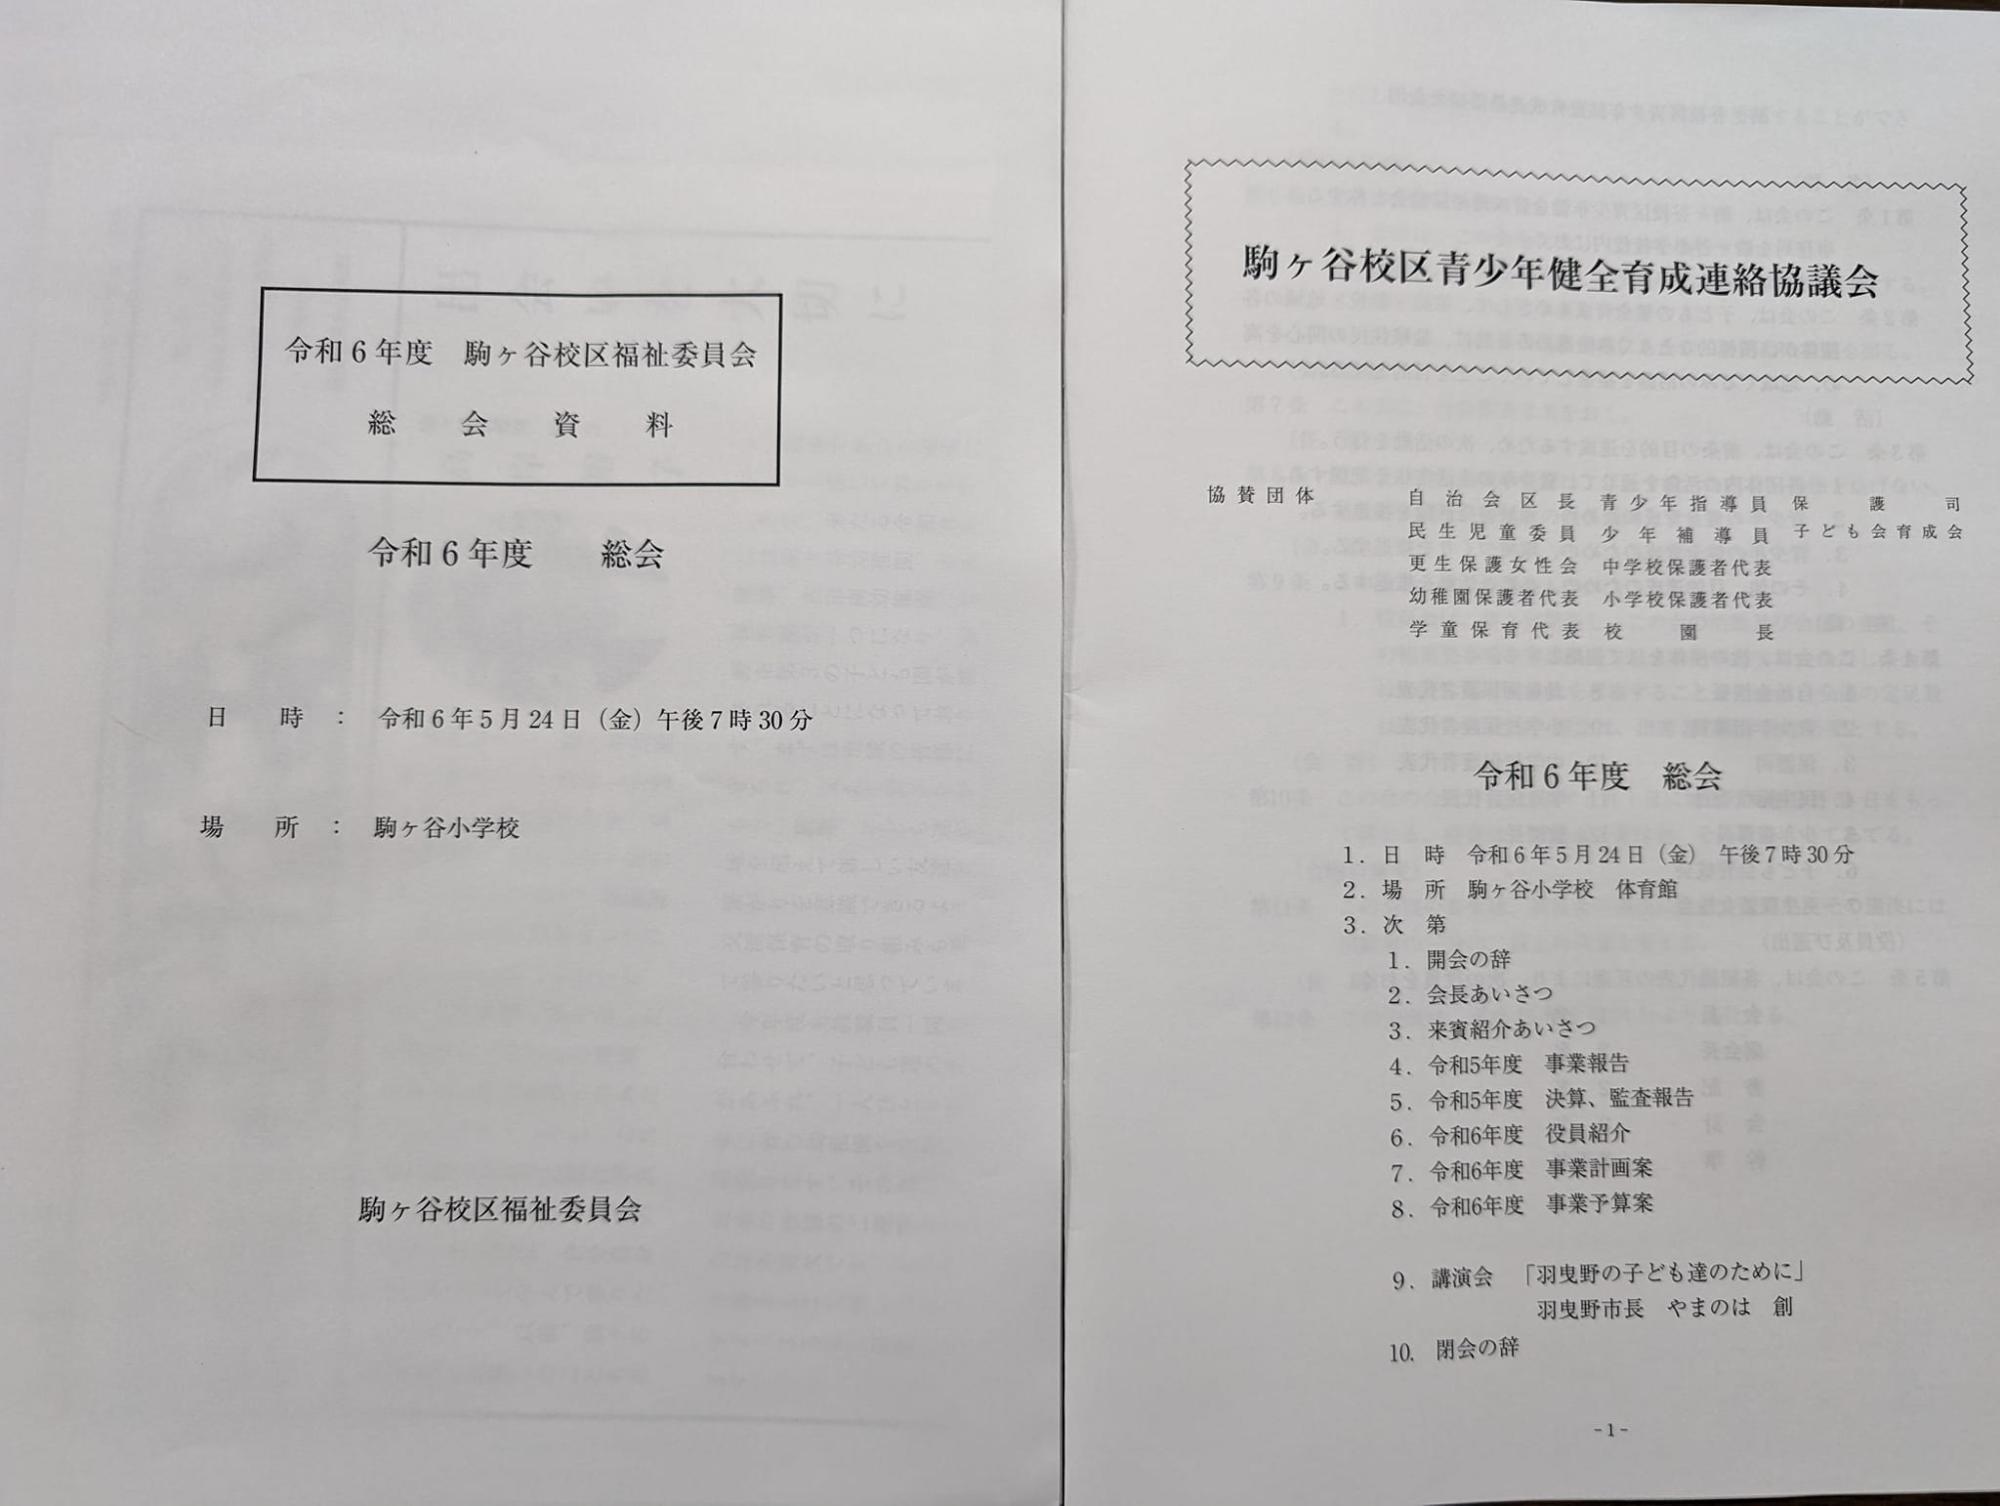 令和6年度　駒ヶ谷校区福祉委員会
総　会　資　料
令和6年度　総会
日　時　：　令和6年5月24日（金）午後7時30分
場　所　：　駒ヶ谷小学校
駒ヶ谷校区福祉委員会
駒ヶ谷校区青少年健全育成連絡協議会
協賛団体　自治会区長　青少年指導員　保護司
民生児童委員　少年補導員　子ども会育成会
更生保護女性会　中学校保護者代表
幼稚園保護者代表　小学校保護者代表
学童保育代表　校園長
令和6年度　総会
1．日　時　令和6年5月24日（金）　午後7時30分
2．場　所　駒ヶ谷小学校　体育館
3．次　第
1．開会の辞
2．会長あいさつ
3．来賓紹介あいさつ
4．令和5年度　事業報告
5．令和5年度　決算、監査報告
6．令和6年度　役員紹介
7．令和6年度　事業計画案
8．令和6年度　事業予算案
9．講演会　「羽曳野の子ども達のために」
羽曳野市長　やまのは　創
10．閉会の辞
-1-